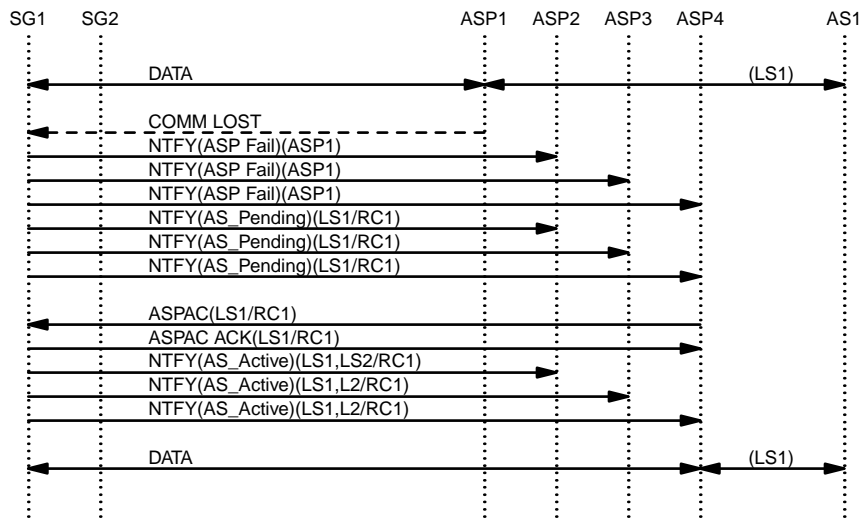 SG1 SG2 ASP1 ASP2 ASP3 ASP4 AS1
DATA (LS1)
COMM LOST
NTFY(ASP Fail)(ASP1)
NTFY(ASP Fail)(ASP1)
NTFY(ASP Fail)(ASP1)
NTFY(AS_Pending)(LS1/RC1)
NTFY(AS_Pending)(LS1/RC1)
NTFY(AS_Pending)(LS1/RC1)
ASPAC(LS1/RC1)
ASPAC ACK(LS1/RC1)
NTFY(AS_Active)(LS1,LS2/RC1)
NTFY(AS_Active)(LS1,L2/RC1)
NTFY(AS_Active)(LS1,L2/RC1)
DATA (LS1)